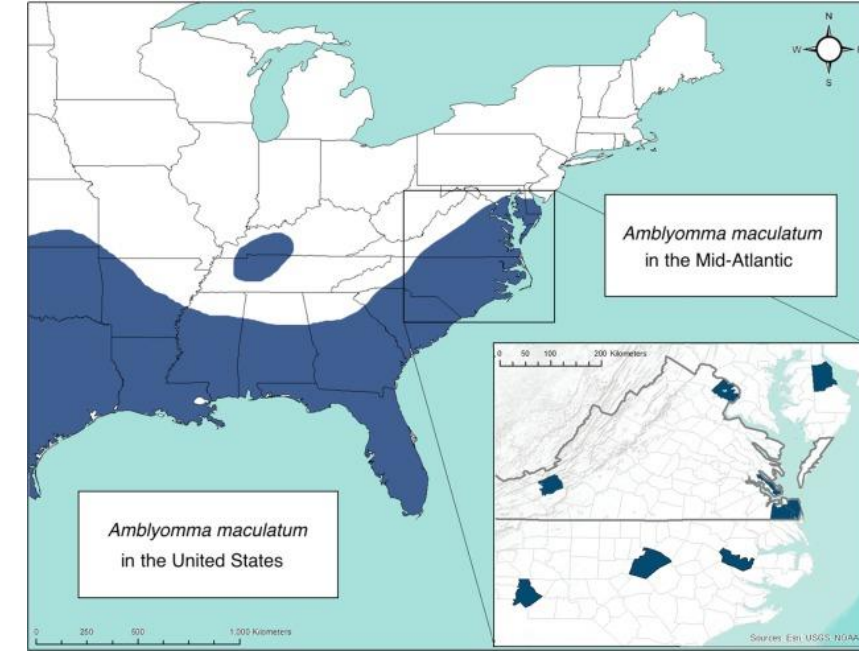 N
W
S
Amblyomma maculatum
in the Mid-Atlantic
0 50 100 200 Kilometers
Amblyomma maculatum
in the United States
0 250 500 1,000 Kilometers
Sources: Esri, USGS, NOAA